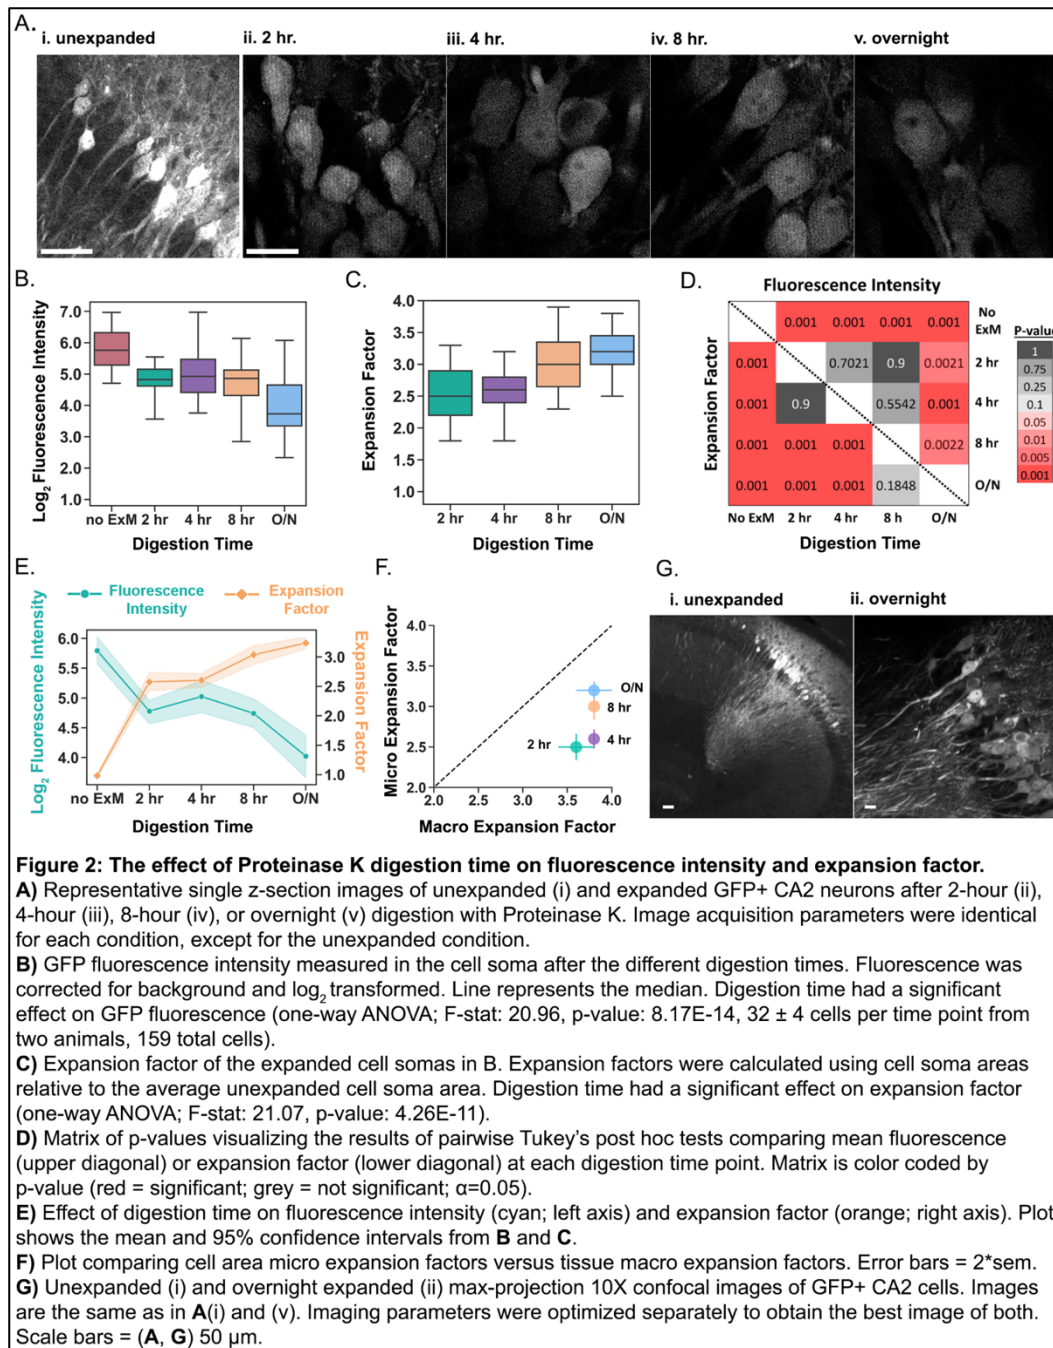 A.
i. unexpanded
ii. 2 hr.
iii. 4 hr.
iv. 8 hr.
v. overnight
B.
Log2 Fluorescence Intensity
7.0
6.0
5.0
4.0
3.0
2.0
1.0
no ExM 2 hr 4 hr 8 hr O/N
Digestion Time
C.
Expansion Factor
4.0
3.5
3.0
2.5
2.0
1.5
1.0
2 hr 4 hr 8 hr O/N
Digestion Time
D.
Fluorescence Intensity
Expansion Factor
0.001 0.001 0.001 0.001 No ExM
0.001 0.7021 0.9 0.0021 2 hr
0.001 0.9 0.5542 0.001 4 hr
0.001 0.001 0.001 0.0022 8 hr
0.001 0.001 0.001 0.1848 O/N
No ExM 2 hr 4 hr 8 h O/N
Digestion Time
P-value
1
0.75
0.25
0.1
0.05
0.01
0.005
0.001
E.
Fluorescence Intensity
Expansion Factor
Log2 Fluorescence Intensity
6.0
5.5
5.0
4.5
4.0
3.0
2.5
2.0
1.5
1.0
Expansion Factor
no ExM 2 hr 4 hr 8 hr O/N
Digestion Time
F.
Micro Expansion Factor
4.0
3.5
3.0
2.5
2.0
O/N
8 hr
2 hr
4 hr
2.0 2.5 3.0 3.5 4.0
Macro Expansion Factor
G.
i. unexpanded
ii. overnight
Figure 2: The effect of Proteinase K digestion time on fluorescence intensity and expansion factor.
A) Representative single z-section images of unexpanded (i) and expanded GFP+ CA2 neurons after 2-hour (ii),
4-hour (iii), 8-hour (iv), or overnight (v) digestion with Proteinase K. Image acquisition parameters were identical
for each condition, except for the unexpanded condition.
B) GFP fluorescence intensity measured in the cell soma after the different digestion times. Fluorescence was
corrected for background and log2 transformed. Line represents the median. Digestion time had a significant
effect on GFP fluorescence (one-way ANOVA; F-stat: 20.96, p-value: 8.17E-14, 32 ± 4 cells per time point from
two animals, 159 total cells).
C) Expansion factor of the expanded cell somas in B. Expansion factors were calculated using cell soma areas
relative to the average unexpanded cell soma area. Digestion time had a significant effect on expansion factor
(one-way ANOVA; F-stat: 21.07, p-value: 4.26E-11).
D) Matrix of p-values visualizing the results of pairwise Tukey's post hoc tests comparing mean fluorescence
(upper diagonal) or expansion factor (lower diagonal) at each digestion time point. Matrix is color coded by
p-value (red = significant; grey = not significant; α=0.05).
E) Effect of digestion time on fluorescence intensity (cyan; left axis) and expansion factor (orange; right axis). Plot
shows the mean and 95% confidence intervals from B and C.
F) Plot comparing cell area micro expansion factors versus tissue macro expansion factors. Error bars = 2*sem.
G) Unexpanded (i) and overnight expanded (ii) max-projection 10X confocal images of GFP+ CA2 cells. Images
are the same as in A(i) and (v). Imaging parameters were optimized separately to obtain the best image of both.
Scale bars = (A, G) 50 μm.